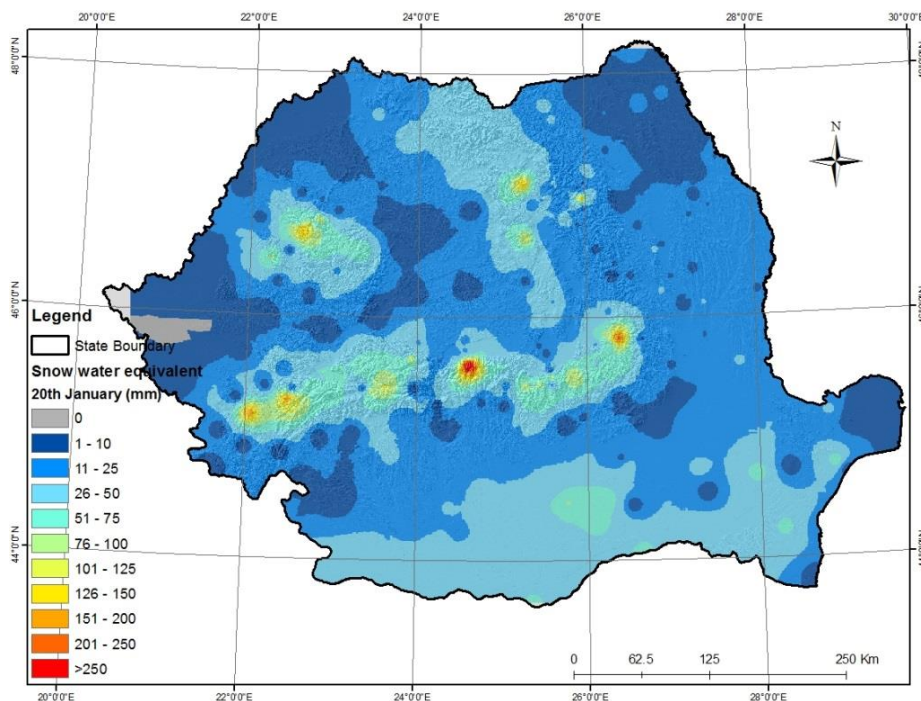 20°0'0"E 22°0'0"E 24°0'0"E 26°0'0"E 28°0'0"E 30°0'0"E
48°0'0"N
N
46°0'0"N
Legend
State Boundary
Snow water equivalent
20th January (mm)
0
1 - 10
11 - 25
26 - 50
51 - 75
76 - 100
101 - 125
126 - 150
151 - 200
201 - 250
>250
44°0'0"N
0 62.5 125 250 Km
20°0'0"E 22°0'0"E 24°0'0"E 26°0'0"E 28°0'0"E